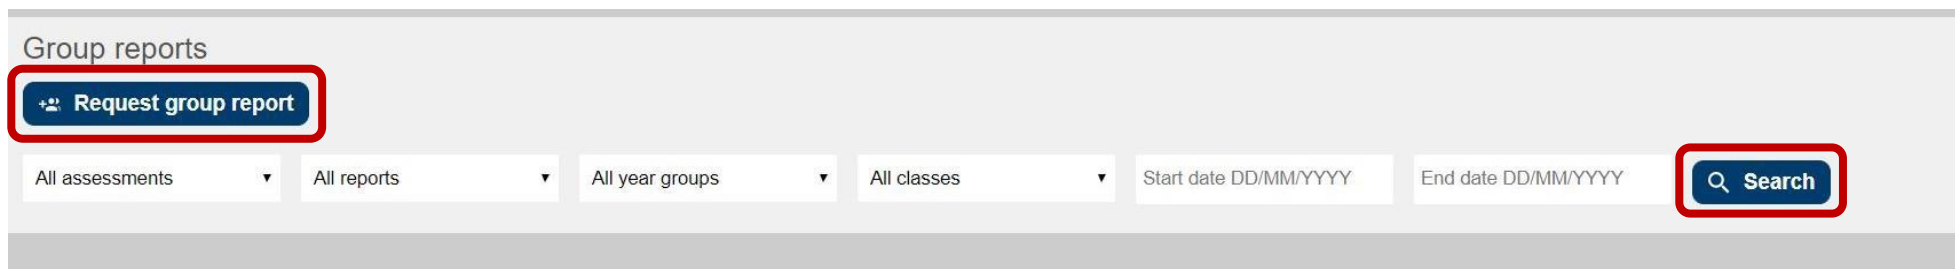 Group reports
Request group report
All assessments All reports All year groups All classes Start date DD/MM/YYYY End date DD/MM/YYYY Search